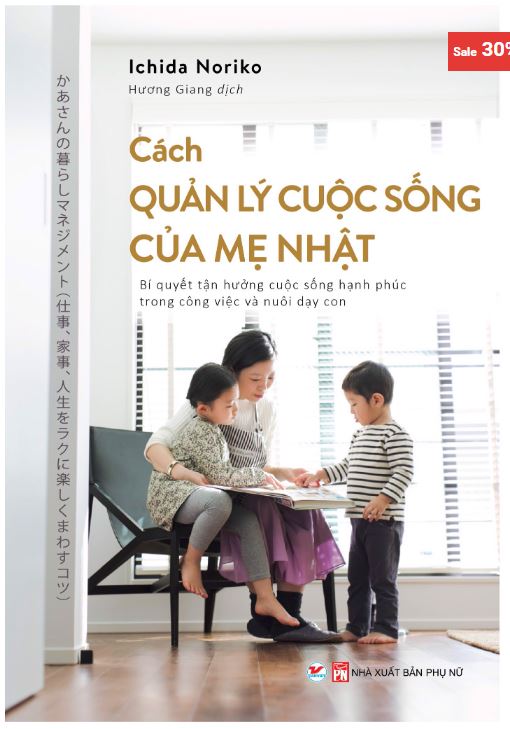 Sale 30%
Ichida Noriko
Hương Giang dịch
Cách
QUẢN LÝ CUỘC SỐNG
CỦA MẸ NHẬT
Bí quyết tận hưởng cuộc sống hạnh phúc
trong công việc và nuôi dạy con
かあさんの暮らしマネジメント(仕事、家事、人生をラクに楽しくまわすコツ)
PN NHÀ XUẤT BẢN PHỤ NỮ